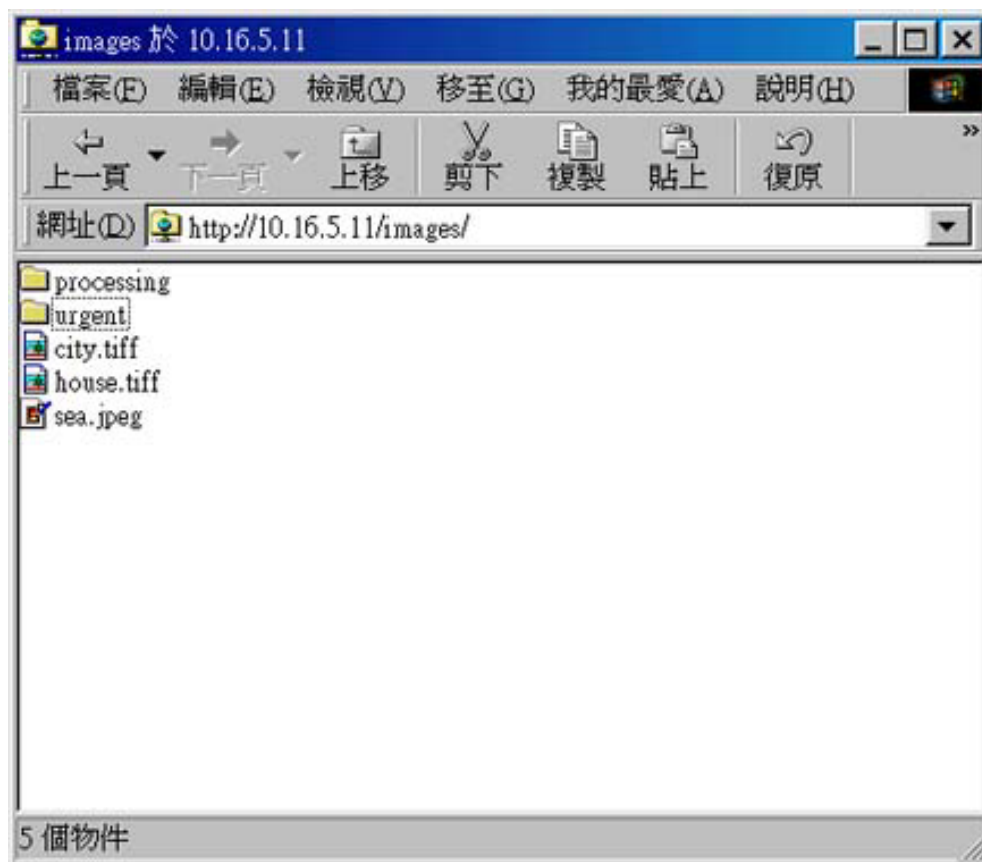 images 於 10.16.5.11
檔案(F) 編輯(E) 檢視(V) 移至(G) 我的最愛(A) 說明(H)
上一頁 下一頁 上移 剪下 複製 貼上 復原 »
網址(D) http://10.16.5.11/images/
processing
urgent
city.tiff
house.tiff
sea.jpeg
5 個物件